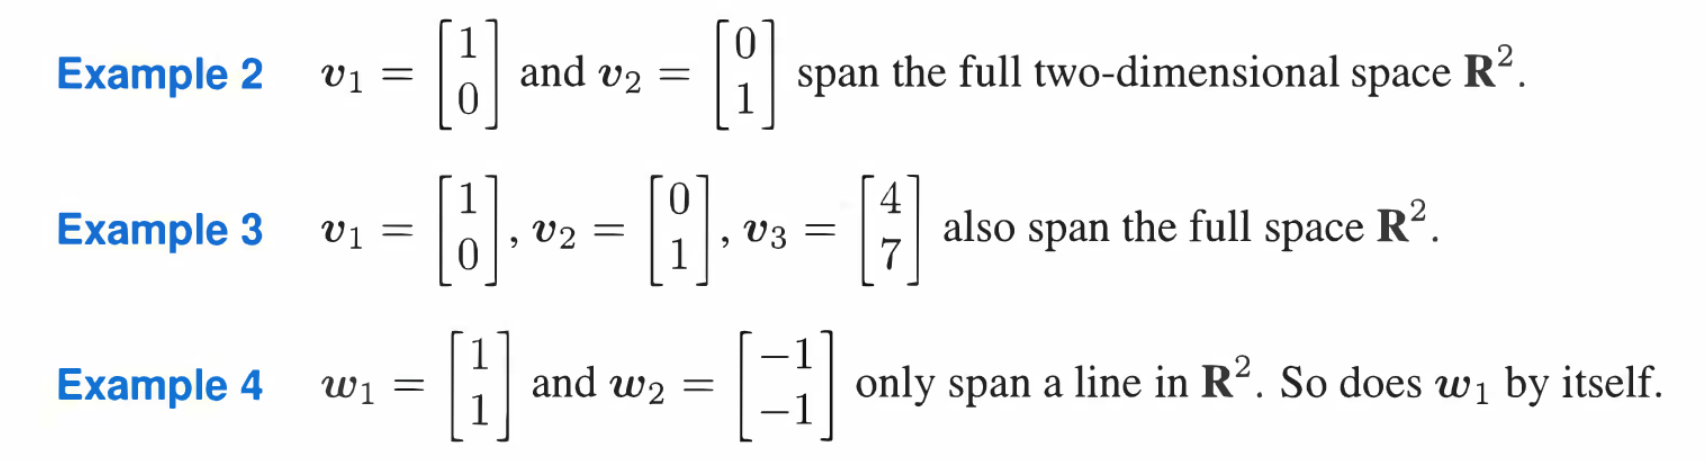 Example 2 v₁ = [1 0] and v₂ = [0 1] span the full two-dimensional space R².
Example 3 v₁ = [1 0], v₂ = [0 1], v₃ = [4 7] also span the full space R².
Example 4 w₁ = [1 1] and w₂ = [−1 −1] only span a line in R². So does w₁ by itself.